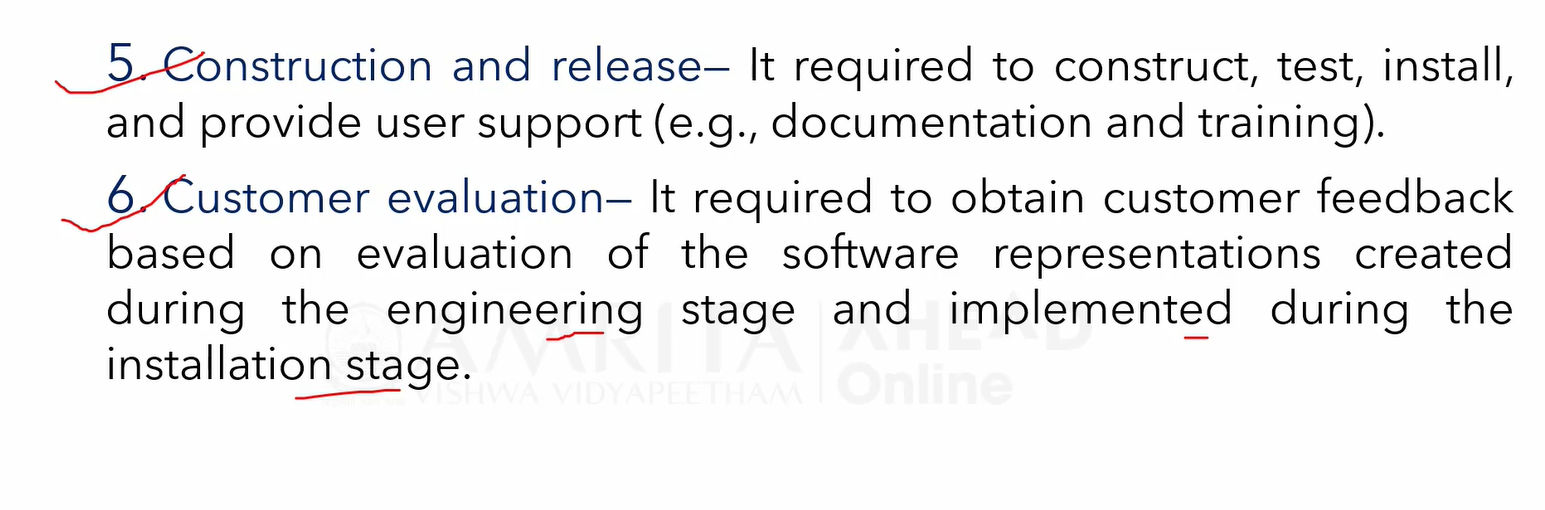 5. Construction and release– It required to construct, test, install,
and provide user support (e.g., documentation and training).
6. Customer evaluation– It required to obtain customer feedback
based on evaluation of the software representations created
during the engineering stage and implemented during the
installation stage.
AMRITA AHEAD
VISHWA VIDYAPEETHAM Online